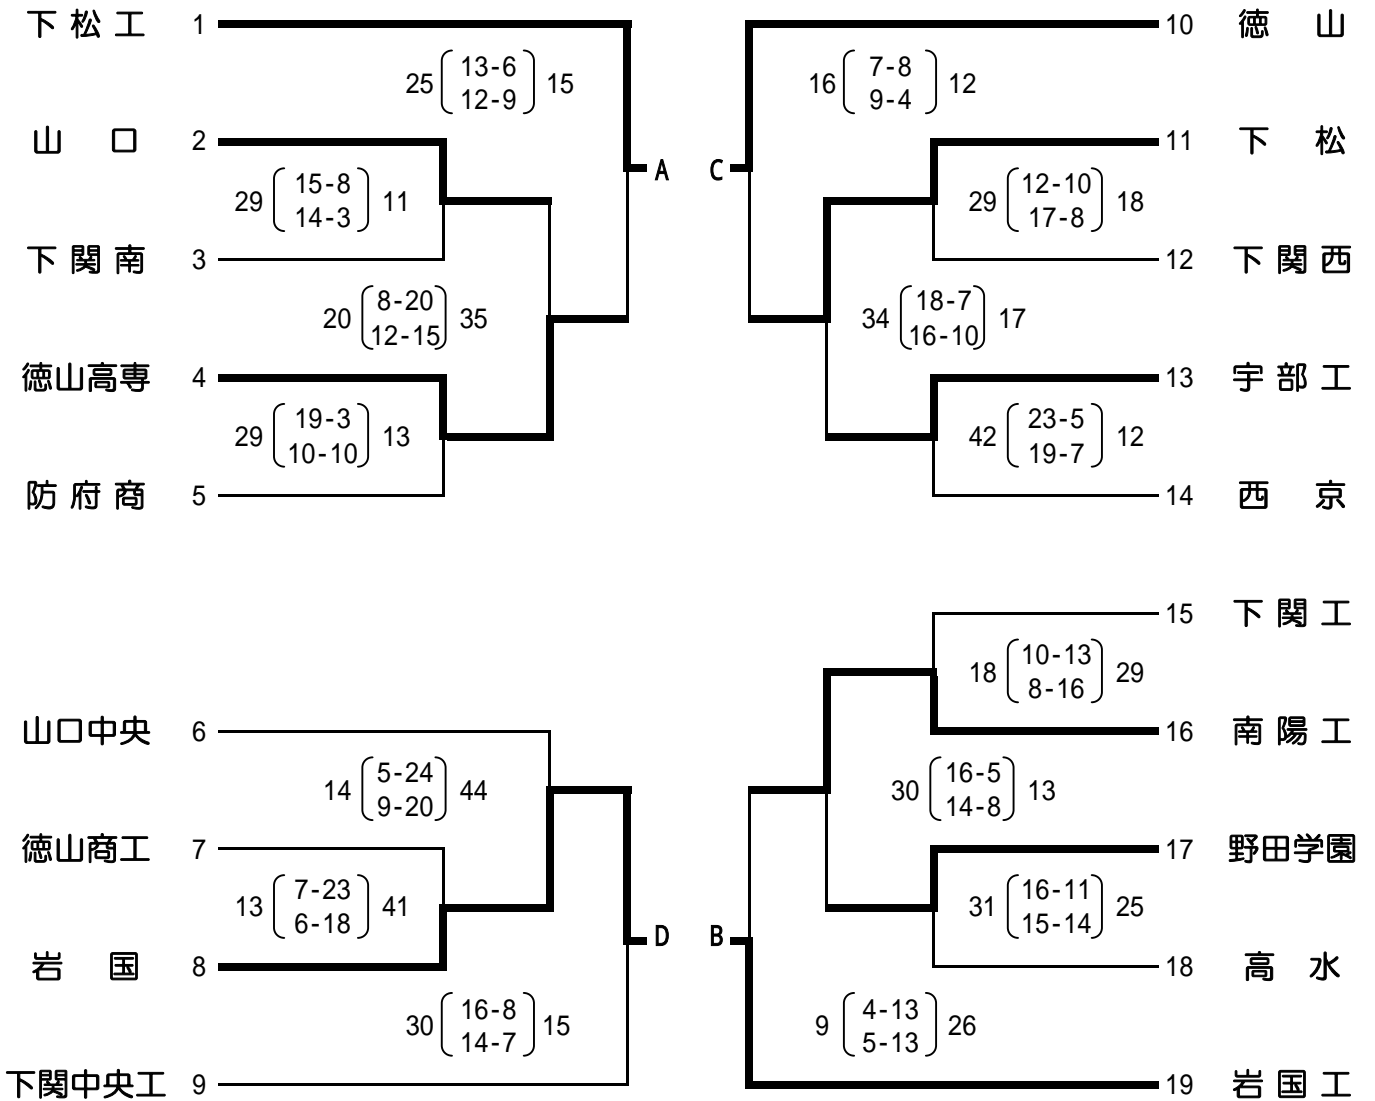 下松工 1
25 13-6 15
12-9
山口 2
A
29 15-8 11
14-3
下関南 3
20 8-20 35
12-15
徳山高専 4
29 19-3 13
10-10
防府商 5
山口中央 6
14 5-24 44
9-20
徳山商工 7
13 7-23 41
6-18
D
岩国 8
30 16-8 15
14-7
下関中央工 9
10 徳山
16 7-8 12
9-4
11 下松
C
29 12-10 18
17-8
12 下関西
34 18-7 17
16-10
13 宇部工
42 23-5 12
19-7
14 西京
15 下関工
18 10-13 29
8-16
16 南陽工
30 16-5 13
14-8
17 野田学園
31 16-11 25
15-14
B
18 高水
9 4-13 26
5-13
19 岩国工